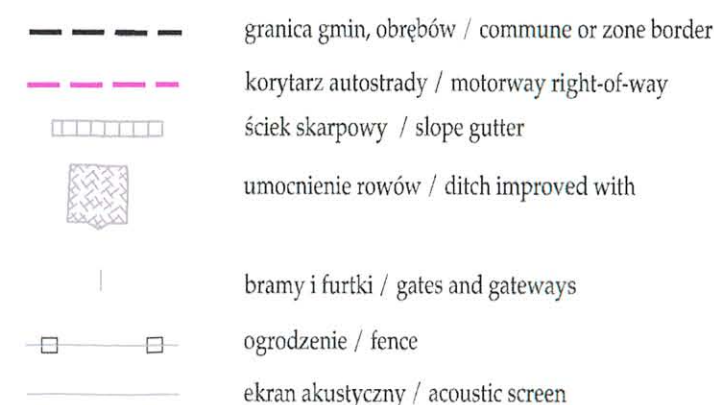 granica gmin, obrębów / commune or zone border
korytarz autostrady / motorway right-of-way
ściek skarpowy / slope gutter
umocnienie rowów / ditch improved with
bramy i furtki / gates and gateways
ogrodzenie / fence
ekran akustyczny / acoustic screen